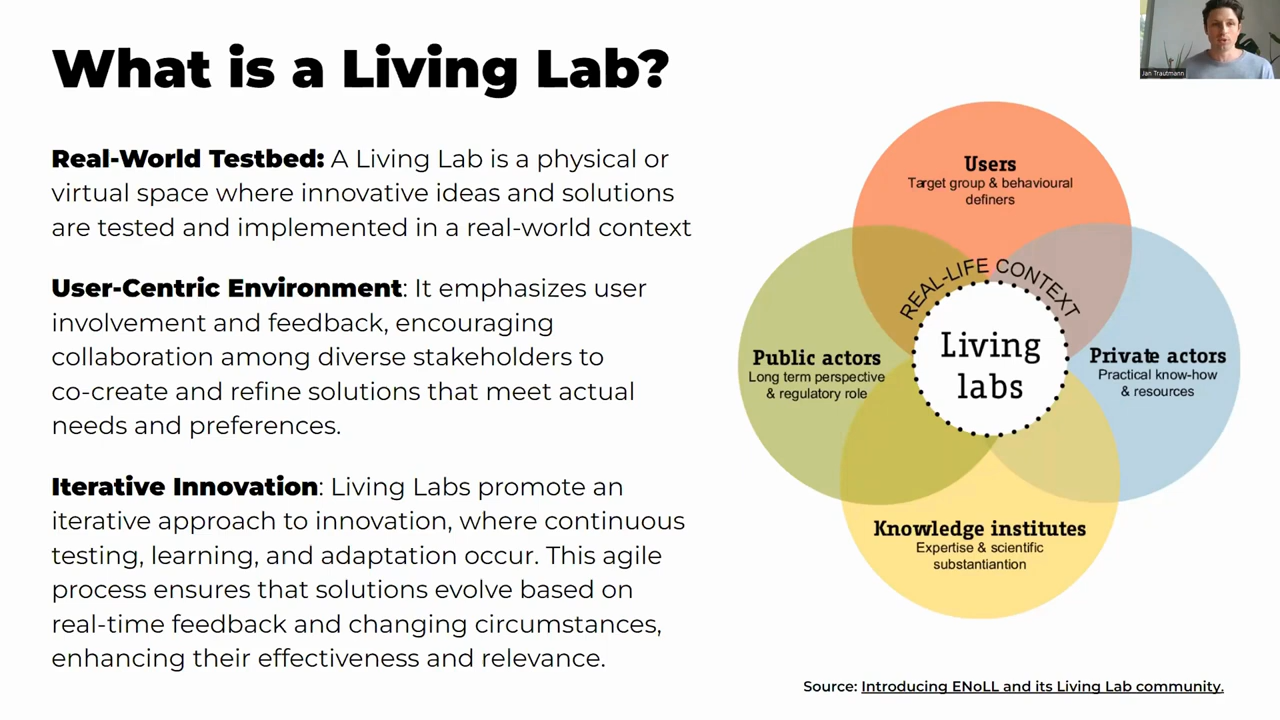 What is a Living Lab?
Real-World Testbed: A Living Lab is a physical or
virtual space where innovative ideas and solutions
are tested and implemented in a real-world context
User-Centric Environment: It emphasizes user
involvement and feedback, encouraging
collaboration among diverse stakeholders to
co-create and refine solutions that meet actual
needs and preferences.
Iterative Innovation: Living Labs promote an
iterative approach to innovation, where continuous
testing, learning, and adaptation occur. This agile
process ensures that solutions evolve based on
real-time feedback and changing circumstances,
enhancing their effectiveness and relevance.
Jan Trautmann
Users
Target group & behavioural
definers
REAL-LIFE CONTEXT
Living
labs
Public actors
Long term perspective
& regulatory role
Private actors
Practical know-how
& resources
Knowledge institutes
Expertise & scientific
substantiantion
Source: Introducing ENoLL and its Living Lab community.